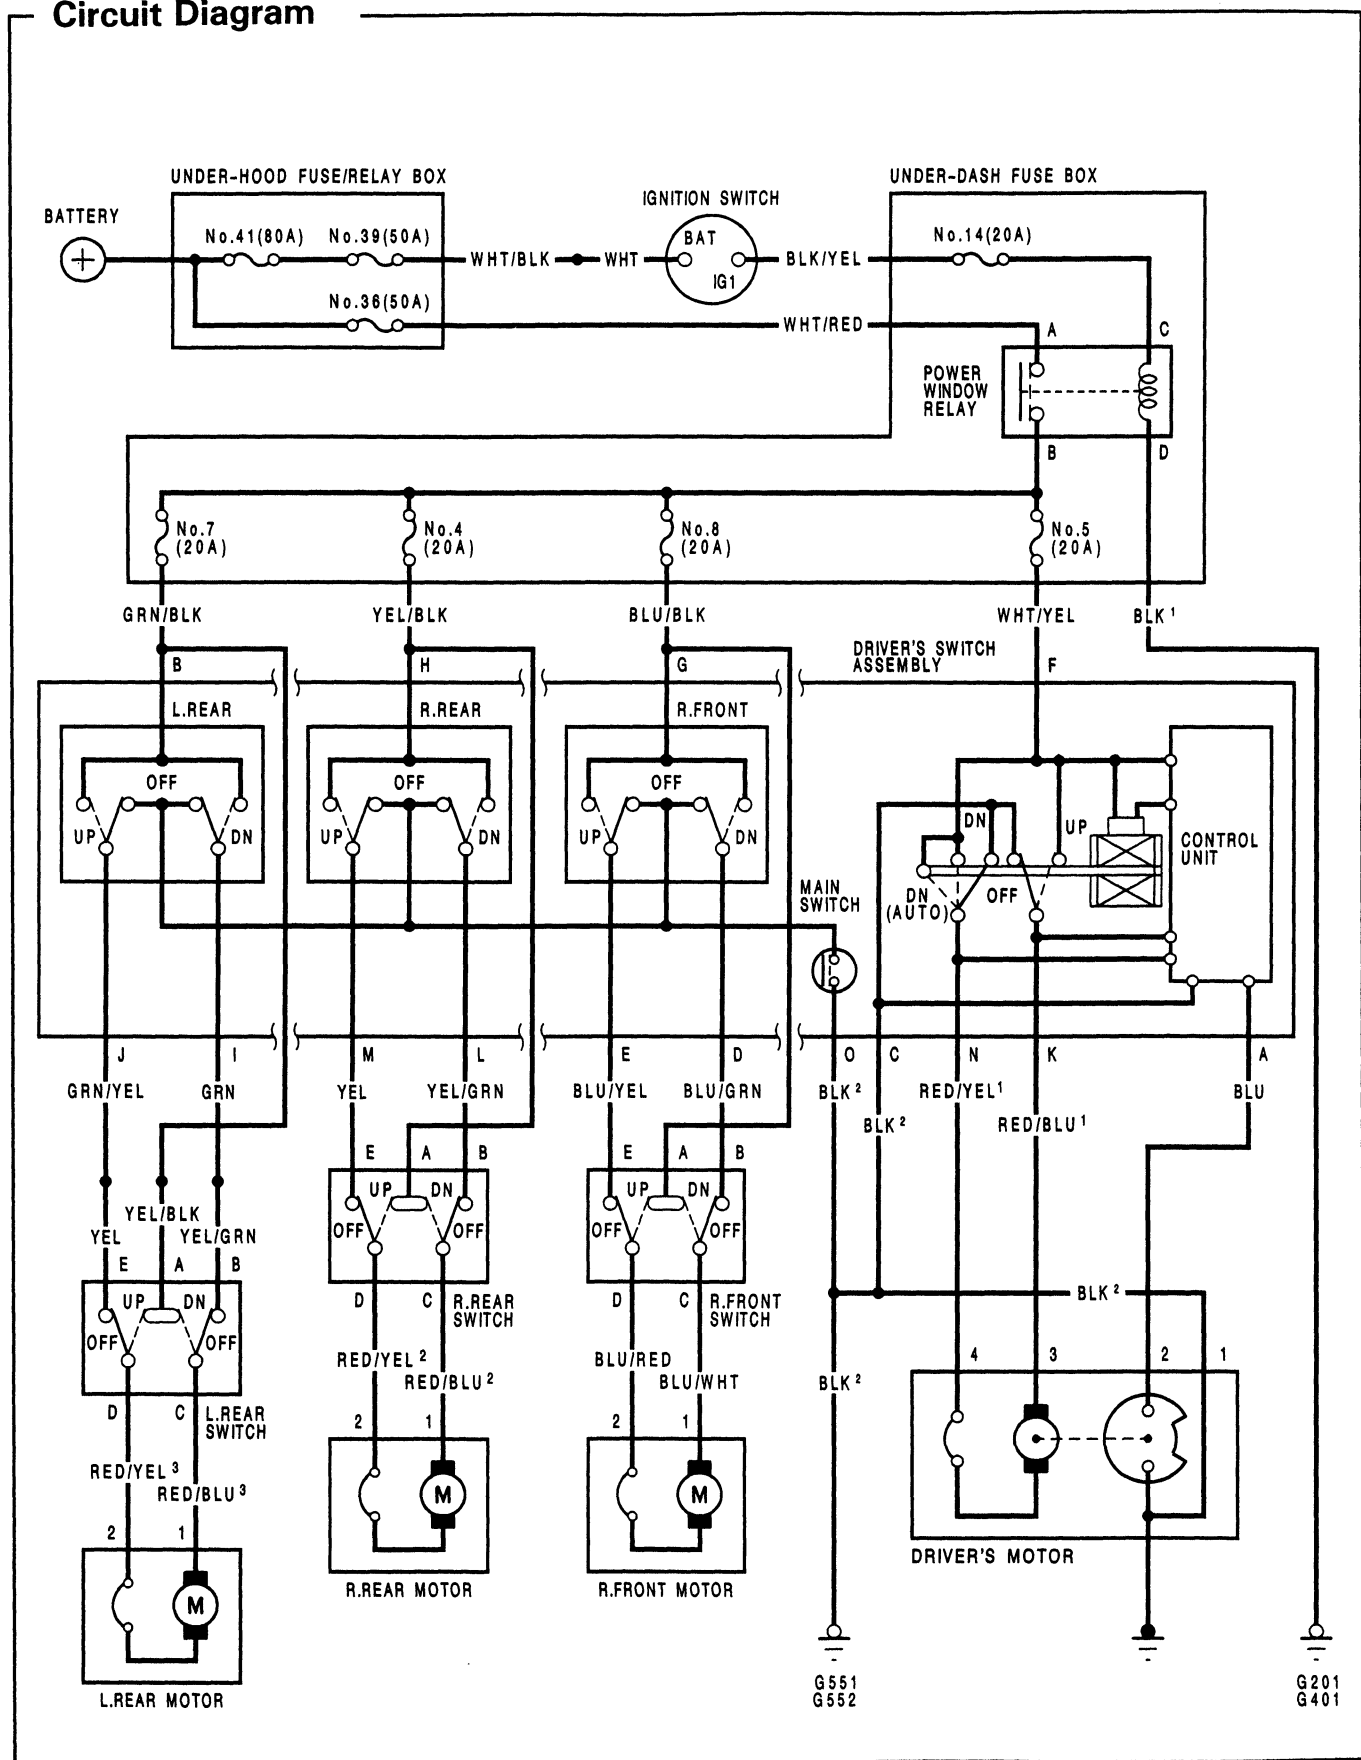 Circuit Diagram
UNDER-HOOD FUSE/RELAY BOX
UNDER-DASH FUSE BOX
IGNITION SWITCH
BATTERY
No.41(80A)
No.39(50A)
BAT
No.14(20A)
WHT/BLK
WHT
BLK/YEL
IG1
No.36(50A)
WHT/RED
A
C
POWER
WINDOW
RELAY
B
D
No.7
(20A)
No.4
(20A)
No.8
(20A)
No.5
(20A)
GRN/BLK
YEL/BLK
BLU/BLK
WHT/YEL
BLK1
DRIVER'S SWITCH
ASSEMBLY
B
H
G
F
L.REAR
R.REAR
R.FRONT
OFF
OFF
OFF
UP
DN
UP
DN
UP
DN
DN
UP
CONTROL
UNIT
DN
(AUTO)
OFF
MAIN
SWITCH
J
I
M
L
E
D
O
C
N
K
A
GRN/YEL
GRN
YEL
YEL/GRN
BLU/YEL
BLU/GRN
BLK2
RED/YEL1
BLU
BLK2
RED/BLU1
E
A
B
E
A
B
UP
DN
UP
DN
OFF
OFF
OFF
OFF
YEL/BLK
YEL
YEL/GRN
E
A
B
UP
DN
OFF
OFF
D
C
R.REAR
SWITCH
D
C
R.FRONT
SWITCH
BLK2
RED/YEL2
RED/BLU2
BLU/RED
BLU/WHT
BLK2
4
3
2
1
D
C
L.REAR
SWITCH
2
1
2
1
RED/YEL3
RED/BLU3
M
M
2
1
DRIVER'S MOTOR
R.REAR MOTOR
R.FRONT MOTOR
M
L.REAR MOTOR
G551
G552
G201
G401